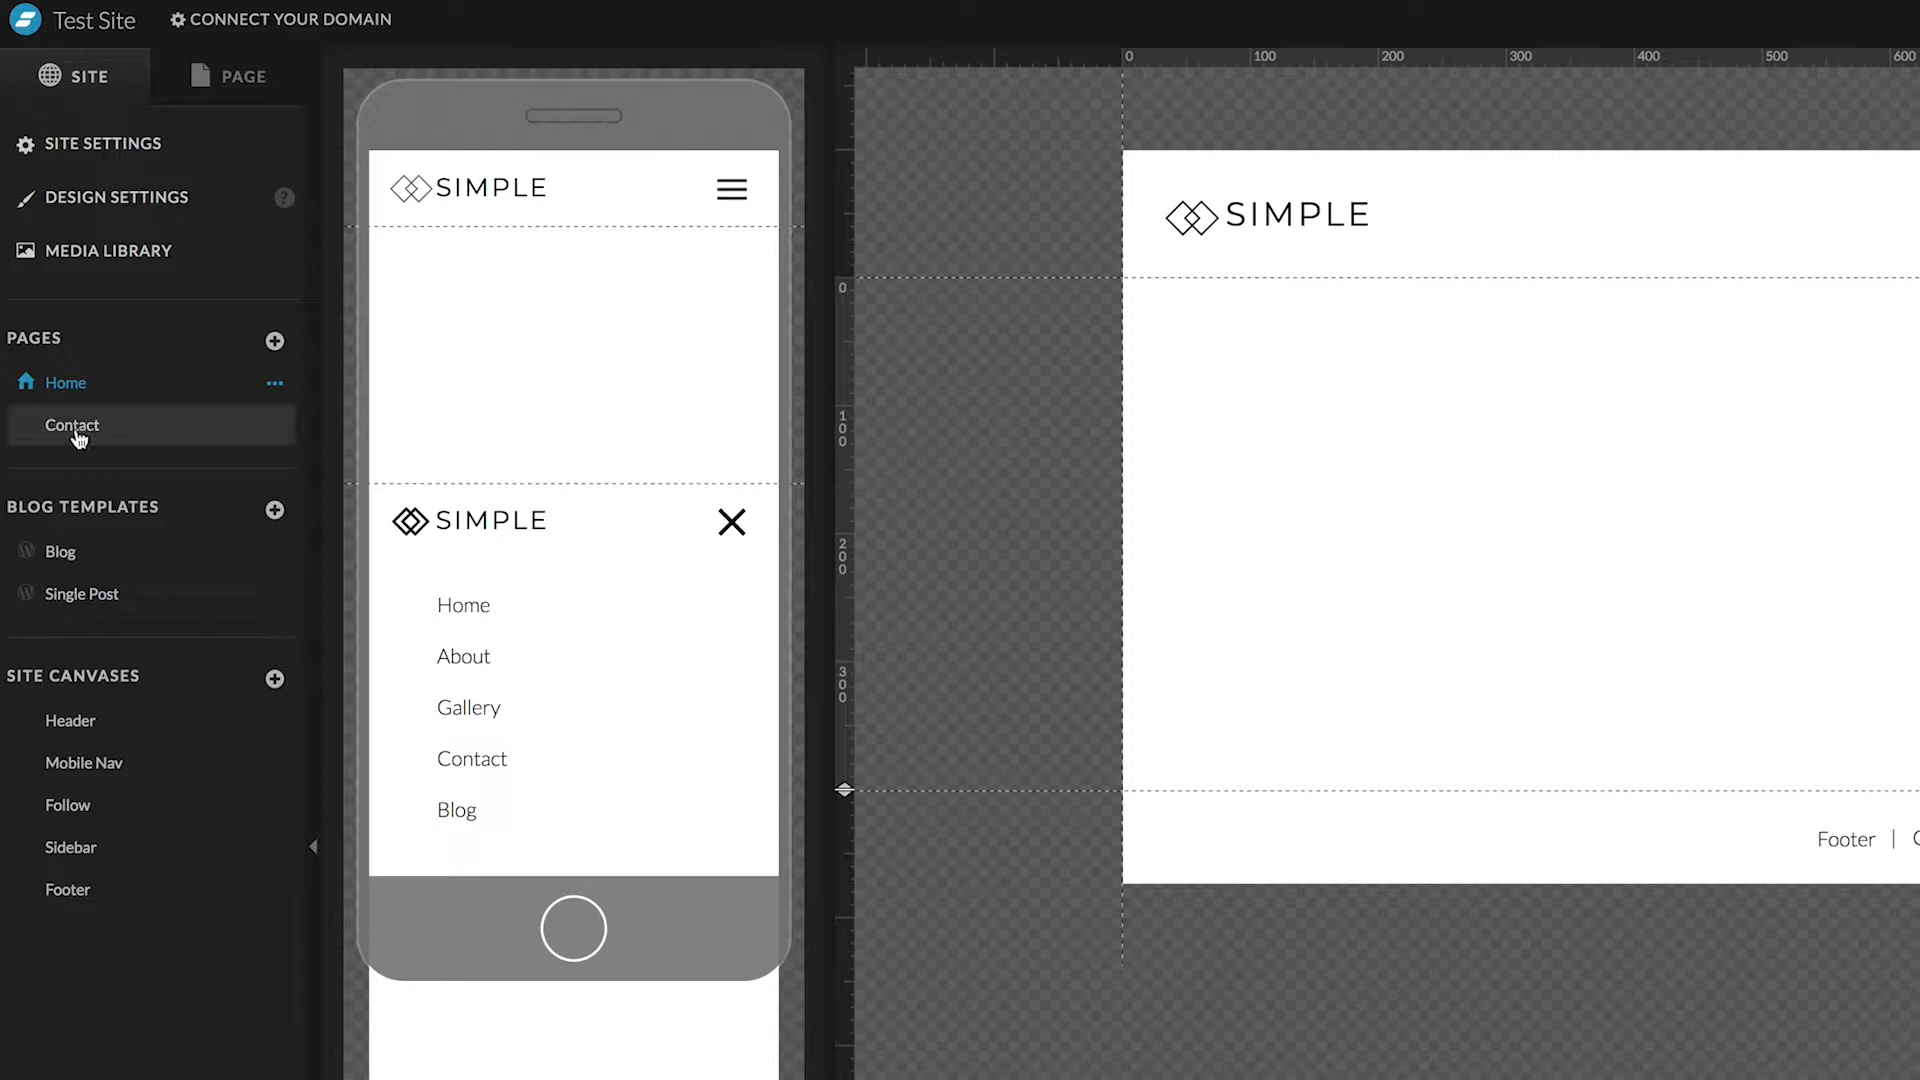 Test Site
CONNECT YOUR DOMAIN
SITE
PAGE
SITE SETTINGS
DESIGN SETTINGS
?
MEDIA LIBRARY
PAGES
Home
Contact
BLOG TEMPLATES
Blog
Single Post
SITE CANVASES
Header
Mobile Nav
Follow
Sidebar
Footer
SIMPLE
SIMPLE
Home
About
Gallery
Contact
Blog
0 100 200 300 400 500 600
0
100
200
300
SIMPLE
Footer |